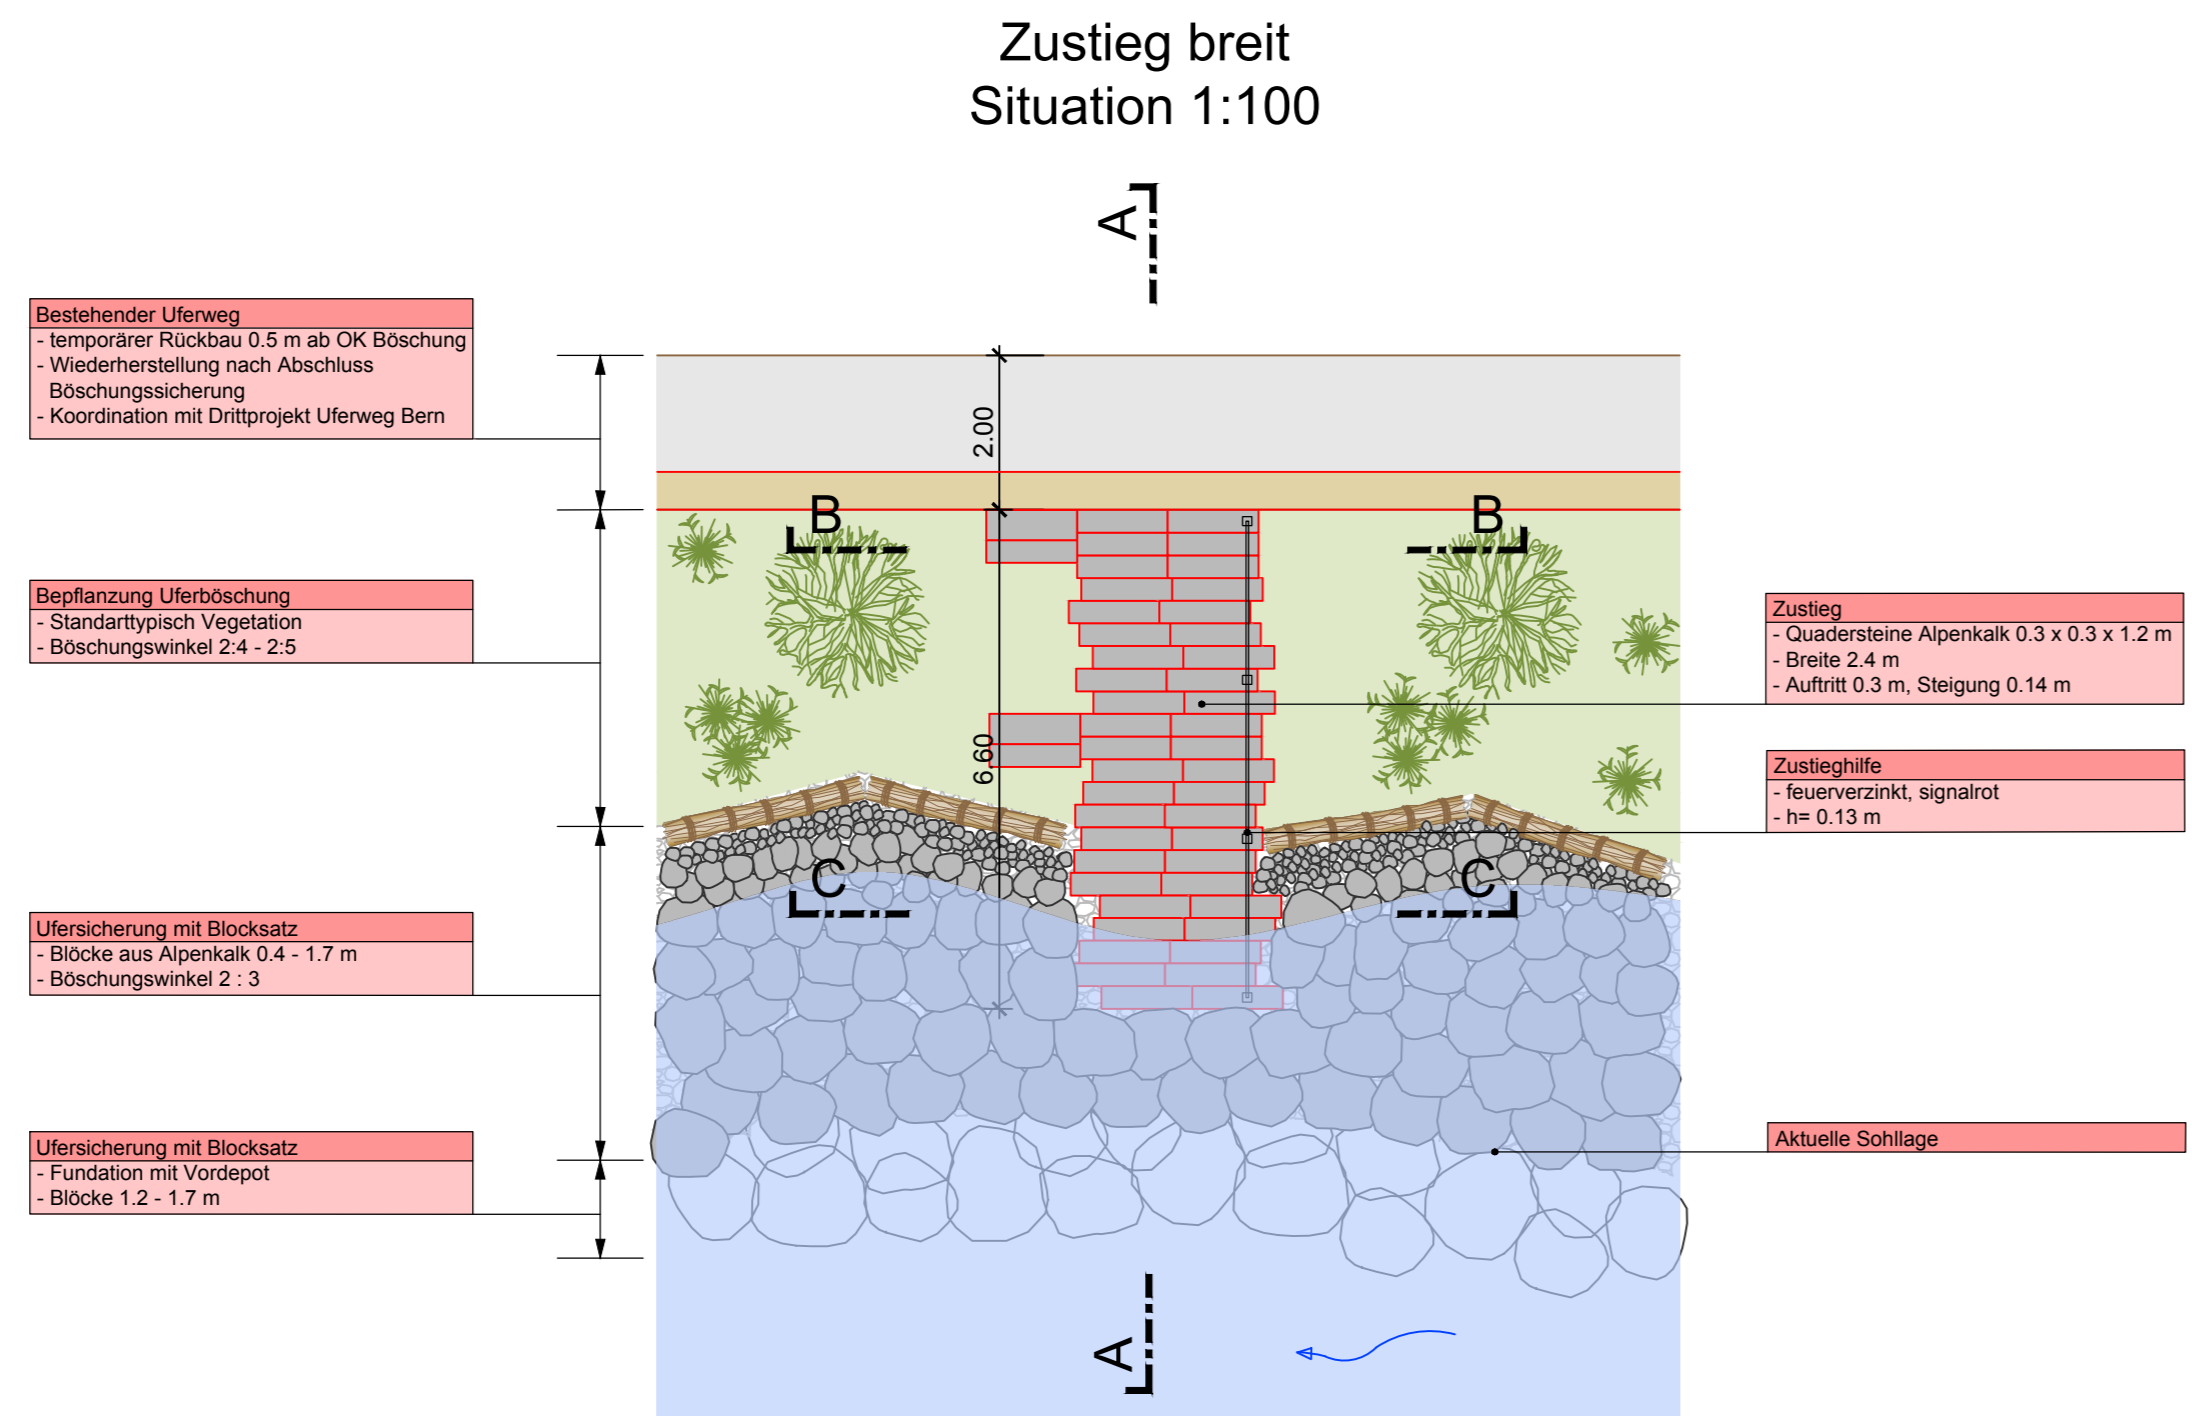 Zustieg breit
Situation 1:100
A
Bestehender Uferweg
- temporärer Rückbau 0.5 m ab OK Böschung
- Wiederherstellung nach Abschluss
Böschungssicherung
- Koordination mit Drittprojekt Uferweg Bern
2.00
B
B
Bepflanzung Uferböschung
- Standarttypisch Vegetation
- Böschungswinkel 2:4 - 2:5
Zustieg
- Quadersteine Alpenkalk 0.3 x 0.3 x 1.2 m
- Breite 2.4 m
- Auftritt 0.3 m, Steigung 0.14 m
6.60
Zustieghilfe
- feuerverzinkt, signalrot
- h= 0.13 m
C
C
Ufersicherung mit Blocksatz
- Blöcke aus Alpenkalk 0.4 - 1.7 m
- Böschungswinkel 2 : 3
Ufersicherung mit Blocksatz
- Fundation mit Vordepot
- Blöcke 1.2 - 1.7 m
Aktuelle Sohllage
A